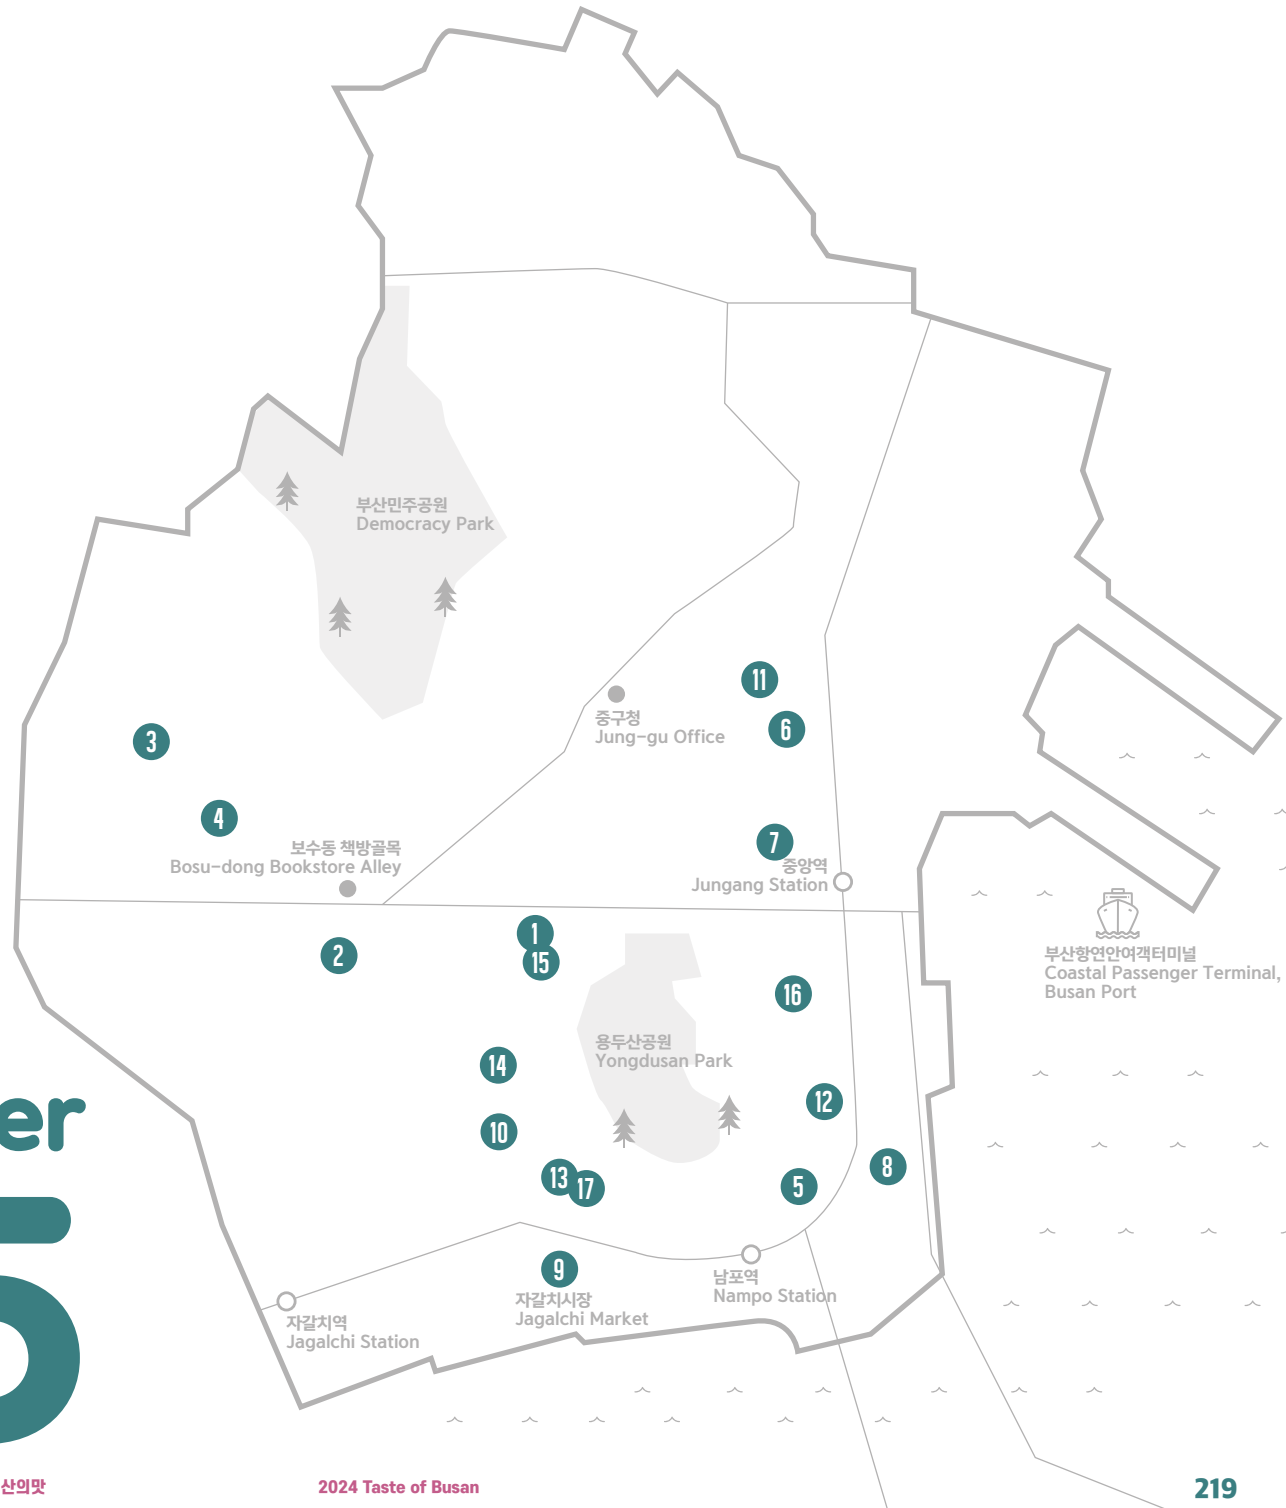 부산민주공원
Democracy Park
11
중구청
Jung-gu Office
6
3
4
7
보수동 책방골목
Bosu-dong Bookstore Alley
중앙역
Jungang Station
1
2
15
부산항연안여객터미널
Coastal Passenger Terminal,
Busan Port
16
용두산공원
Yongdusan Park
14
12
er
10
8
13
17
5
9
남포역
Nampo Station
자갈치시장
Jagalchi Market
자갈치역
Jagalchi Station
산의맛
2024 Taste of Busan
219